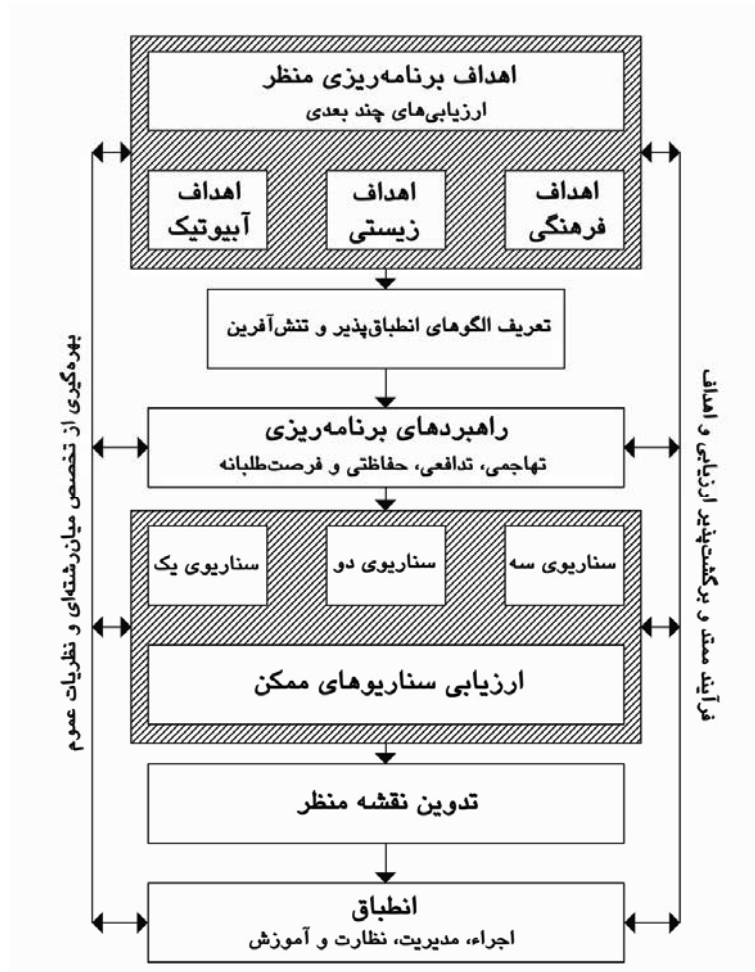 اهداف برنامه‌ریزی منظر
ارزیابی‌های چند بعدی
اهداف
فرهنگی
اهداف
زیستی
اهداف
آبیوتیک
تعریف الگوهای انطباق‌پذیر و تنش‌آفرین
راهبردهای برنامه‌ریزی
تهاجمی، تدافعی، حفاظتی و فرصت‌طلبانه
سناریوی سه
سناریوی دو
سناریوی یک
ارزیابی سناریوهای ممکن
تدوین نقشه منظر
انطباق
اجراء، مدیریت، نظارت و آموزش
فرآیند ممتد و برگشت‌پذیر ارزیابی و اهداف
بهره‌گیری از تخصص میان‌رشته‌ای و نظریات عموم